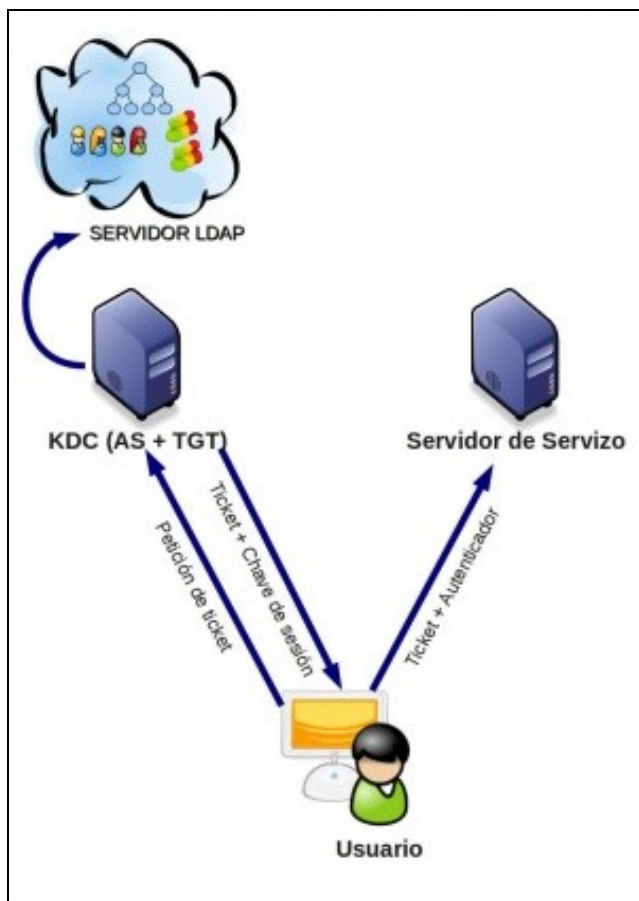 SERVIDOR LDAP
KDC (AS + TGT)
Servidor de Servizo
Petición de ticket
Ticket + Chave de sesión
Ticket + Autenticador
Usuario